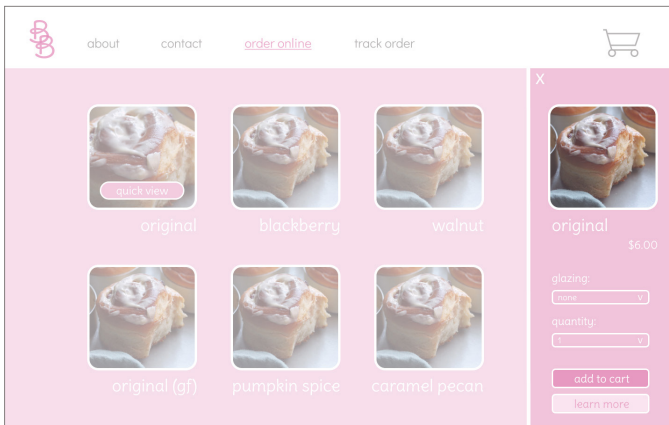 BBB
about
contact
order online
track order
X
quick view
original
blackberry
walnut
original (gf)
pumpkin spice
caramel pecan
original
$6.00
glazing:
none V
quantity:
1 V
add to cart
learn more